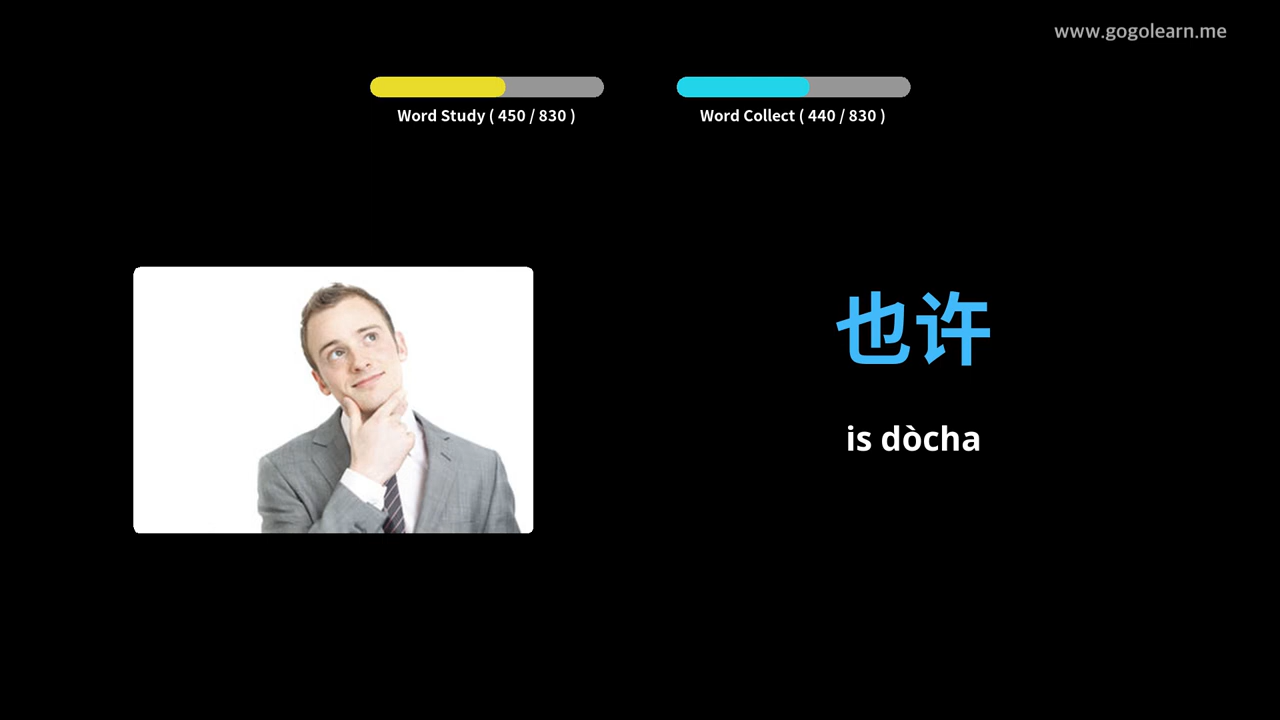 www.gogolearn.me
Word Study ( 450 / 830 )
Word Collect ( 440 / 830 )
也许
is dòcha